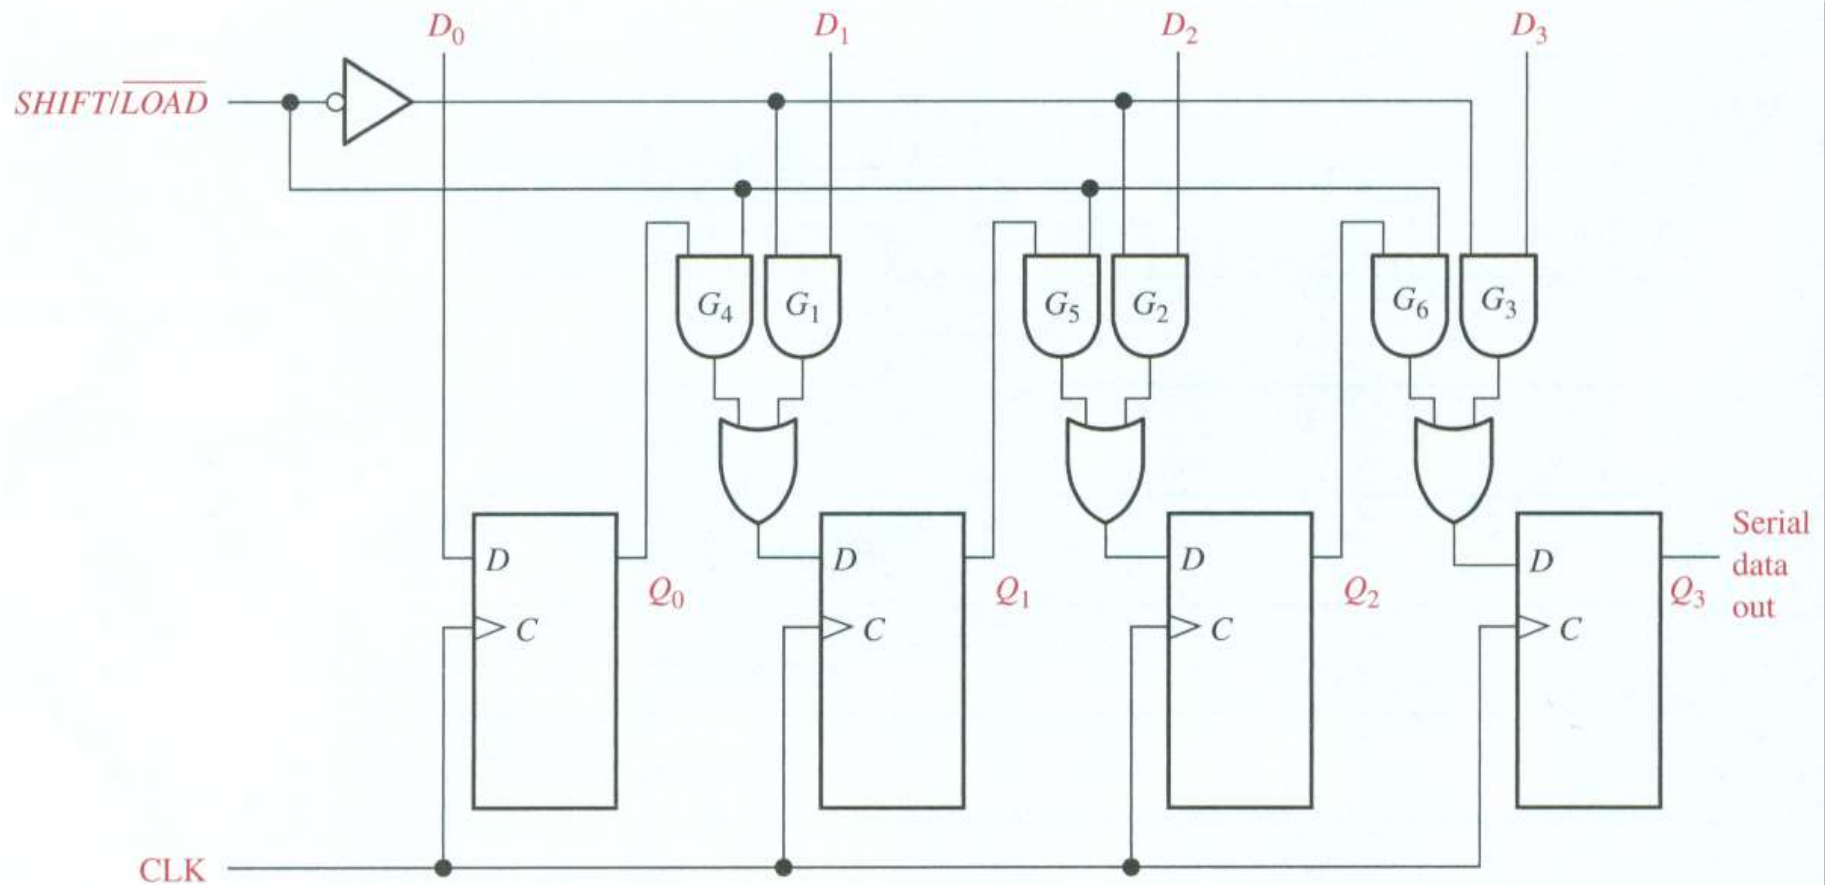 D₀ D₁ D₂ D₃
SHIFT/L̅O̅A̅D̅
G₄ G₁ G₅ G₂ G₆ G₃
D D D D
Serial
data
out
Q₀ Q₁ Q₂ Q₃
C C C C
CLK